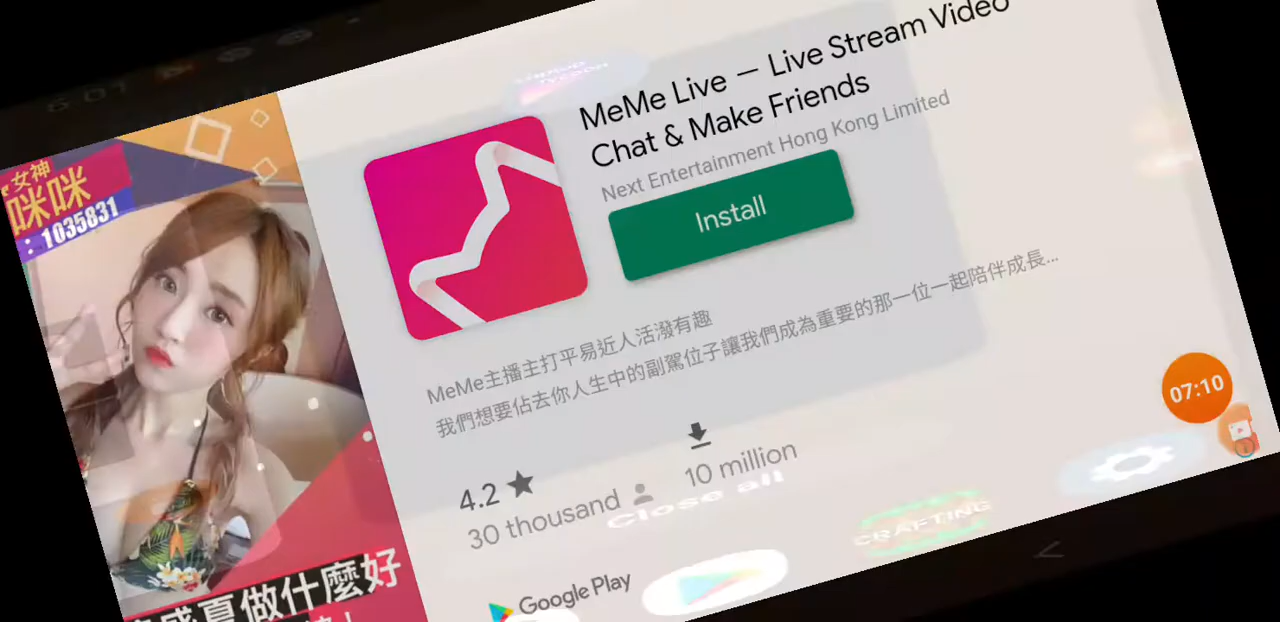 女神
咪咪
: 1035831
MeMe Live — Live Stream Video
Chat & Make Friends
Next Entertainment Hong Kong Limited
Install
MeMe主播主打平易近人活潑有趣
我們想要佔去你人生中的副駕位子讓我們成為重要的那一位一起陪伴成長...
4.2
30 thousand
10 million
Close all
CRAFTING
07:10
Google Play
盛夏做什麼好